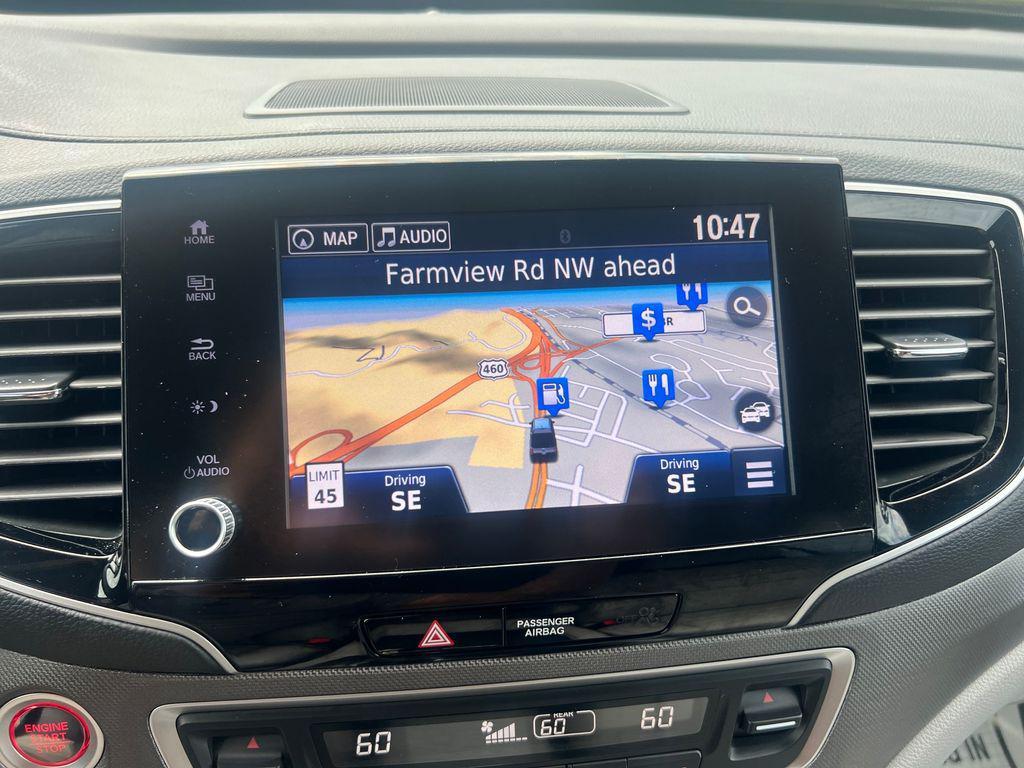 HOME
MENU
BACK
VOL
AUDIO
MAP
AUDIO
10:47
Farmview Rd NW ahead
460
$
LIMIT
45
Driving
SE
Driving
SE
PASSENGER
AIRBAG
OFF
ENGINE
START
STOP
60
REAR
60
60